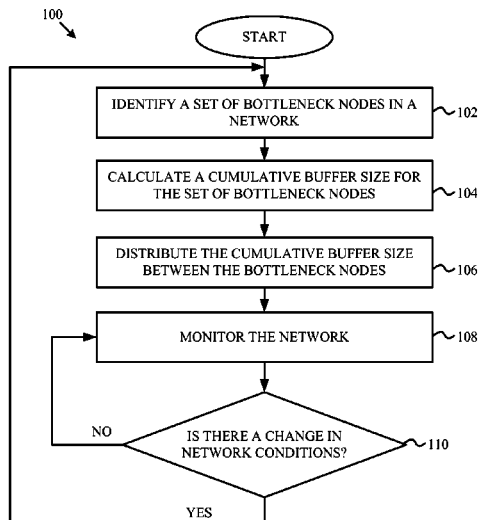 100
START
IDENTIFY A SET OF BOTTLENECK NODES IN A
NETWORK
102
CALCULATE A CUMULATIVE BUFFER SIZE FOR
THE SET OF BOTTLENECK NODES
104
DISTRIBUTE THE CUMULATIVE BUFFER SIZE
BETWEEN THE BOTTLENECK NODES
106
MONITOR THE NETWORK
108
NO
IS THERE A CHANGE IN
NETWORK CONDITIONS?
110
YES